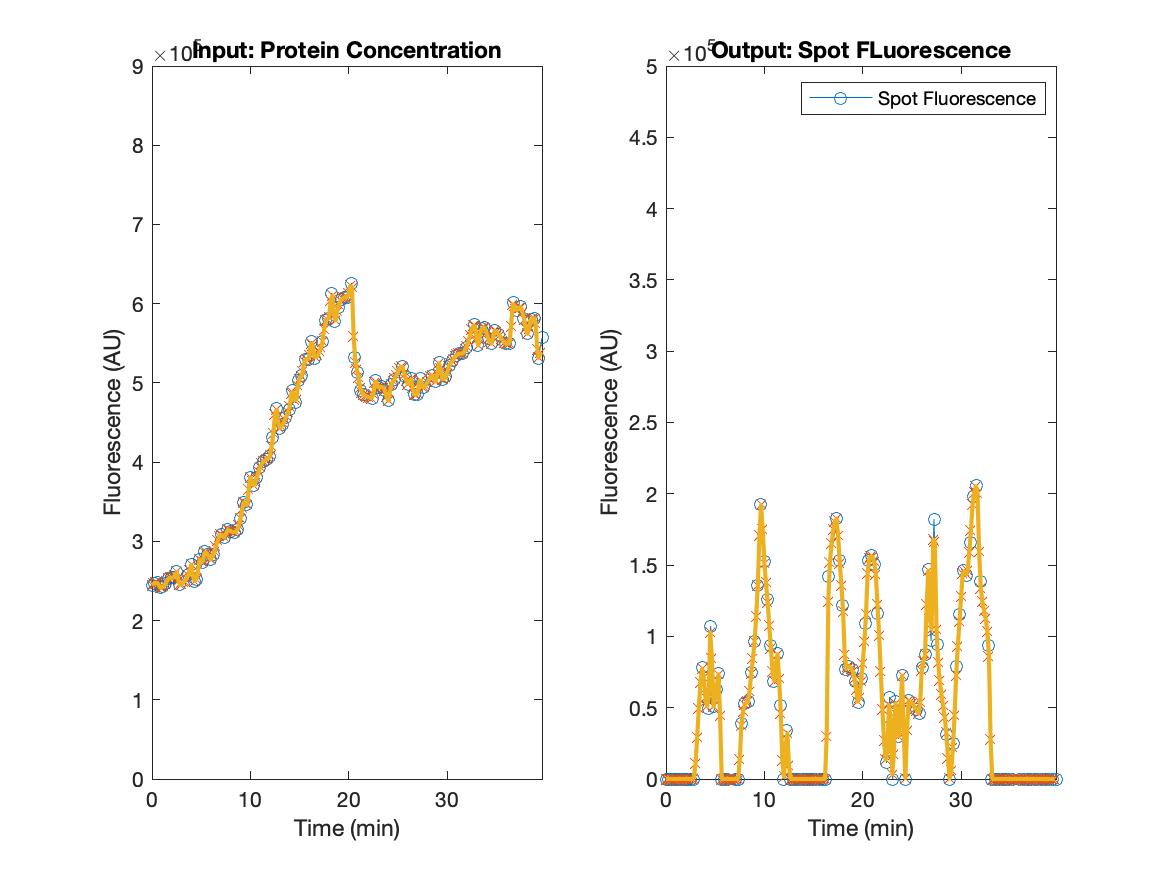 ×10⁵
Input: Protein Concentration
9
8
7
6
5
4
3
2
1
0
Fluorescence (AU)
0 10 20 30
Time (min)
×10⁵
Output: Spot FLuorescence
Spot Fluorescence
5
4.5
4
3.5
3
2.5
2
1.5
1
0.5
0
Fluorescence (AU)
0 10 20 30
Time (min)